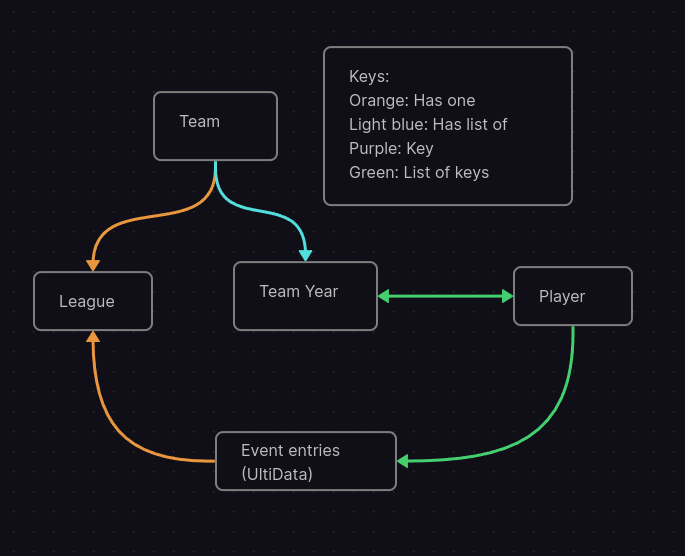 Keys:
Orange: Has one
Light blue: Has list of
Purple: Key
Green: List of keys
Team
League
Team Year
Player
Event entries
(UltiData)